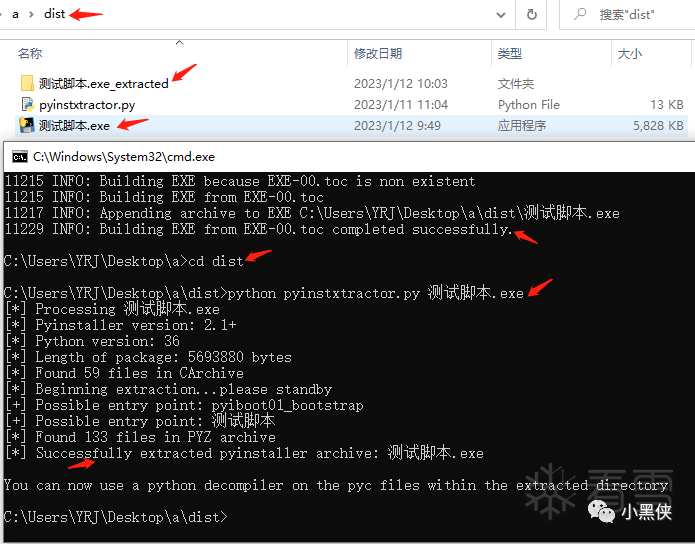 a › dist
搜索"dist"
名称 修改日期 类型 大小
测试脚本.exe_extracted 2023/1/12 10:03 文件夹
pyinstxtractor.py 2023/1/11 11:04 Python File 13 KB
测试脚本.exe 2023/1/12 9:49 应用程序 5,828 KB
C:\Windows\System32\cmd.exe
11215 INFO: Building EXE because EXE-00.toc is non existent
11215 INFO: Building EXE from EXE-00.toc
11217 INFO: Appending archive to EXE C:\Users\YRJ\Desktop\a\dist\测试脚本.exe
11229 INFO: Building EXE from EXE-00.toc completed successfully.
C:\Users\YRJ\Desktop\a>cd dist
C:\Users\YRJ\Desktop\a\dist>python pyinstxtractor.py 测试脚本.exe
[*] Processing 测试脚本.exe
[*] Pyinstaller version: 2.1+
[*] Python version: 36
[*] Length of package: 5693880 bytes
[*] Found 59 files in CArchive
[*] Beginning extraction...please standby
[+] Possible entry point: pyiboot01_bootstrap
[+] Possible entry point: 测试脚本
[*] Found 133 files in PYZ archive
[*] Successfully extracted pyinstaller archive: 测试脚本.exe
You can now use a python decompiler on the pyc files within the extracted directory
C:\Users\YRJ\Desktop\a\dist>
看雪
小黑侠